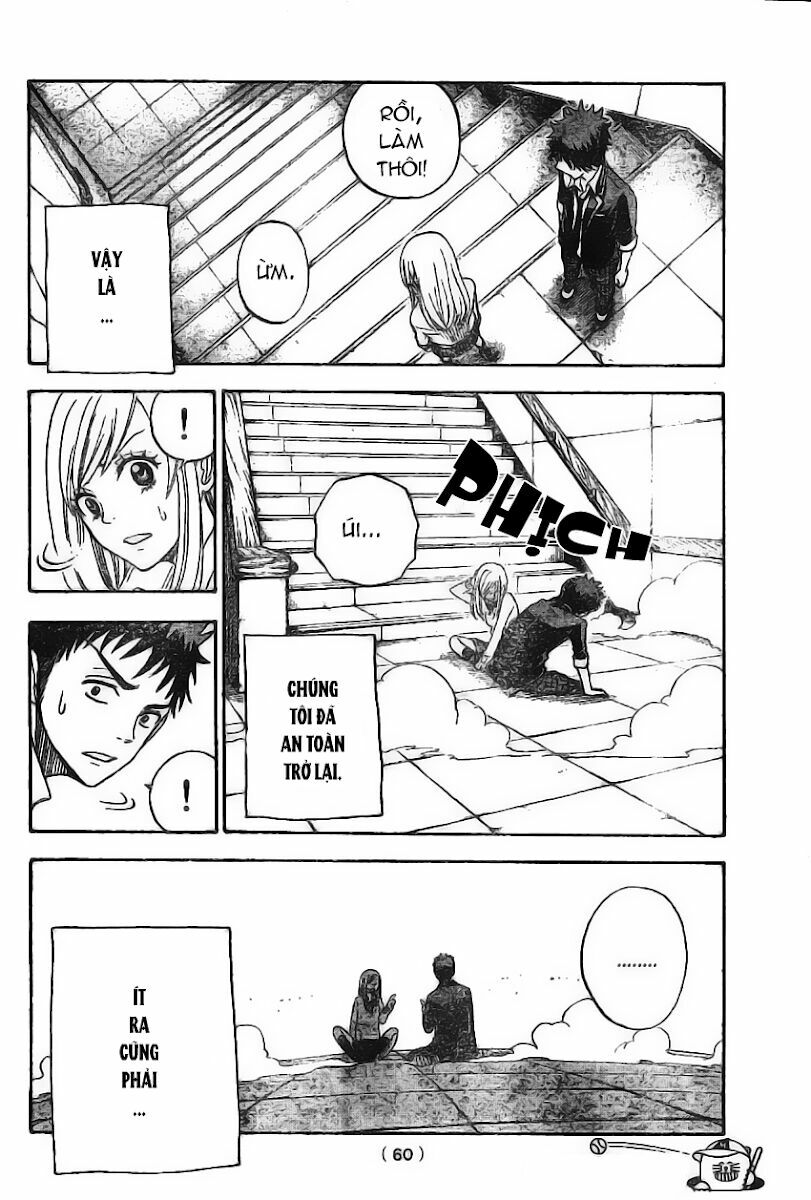 RỒI,
LÀM
THÔI!
ỪM.
VẬY
LÀ
...
!
PHỊCH
ÚI...
CHÚNG
TÔI ĐÃ
AN TOÀN
TRỞ LẠI.
!
.........
ÍT
RA
CŨNG
PHẢI
...
( 60 )